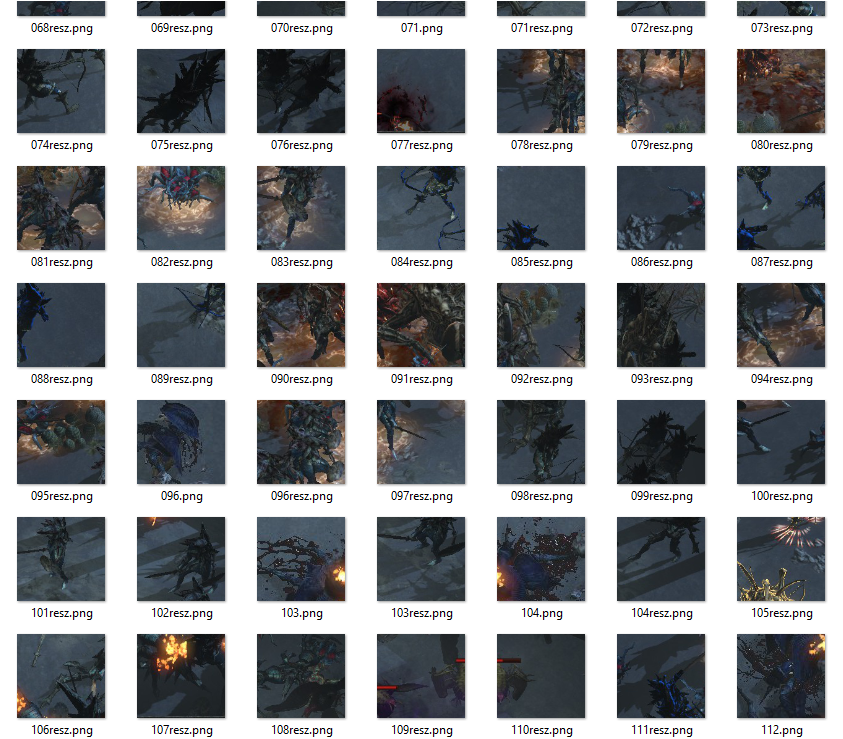 068resz.png 069resz.png 070resz.png 071.png 071resz.png 072resz.png 073resz.png
074resz.png 075resz.png 076resz.png 077resz.png 078resz.png 079resz.png 080resz.png
081resz.png 082resz.png 083resz.png 084resz.png 085resz.png 086resz.png 087resz.png
088resz.png 089resz.png 090resz.png 091resz.png 092resz.png 093resz.png 094resz.png
095resz.png 096.png 096resz.png 097resz.png 098resz.png 099resz.png 100resz.png
101resz.png 102resz.png 103.png 103resz.png 104.png 104resz.png 105resz.png
106resz.png 107resz.png 108resz.png 109resz.png 110resz.png 111resz.png 112.png